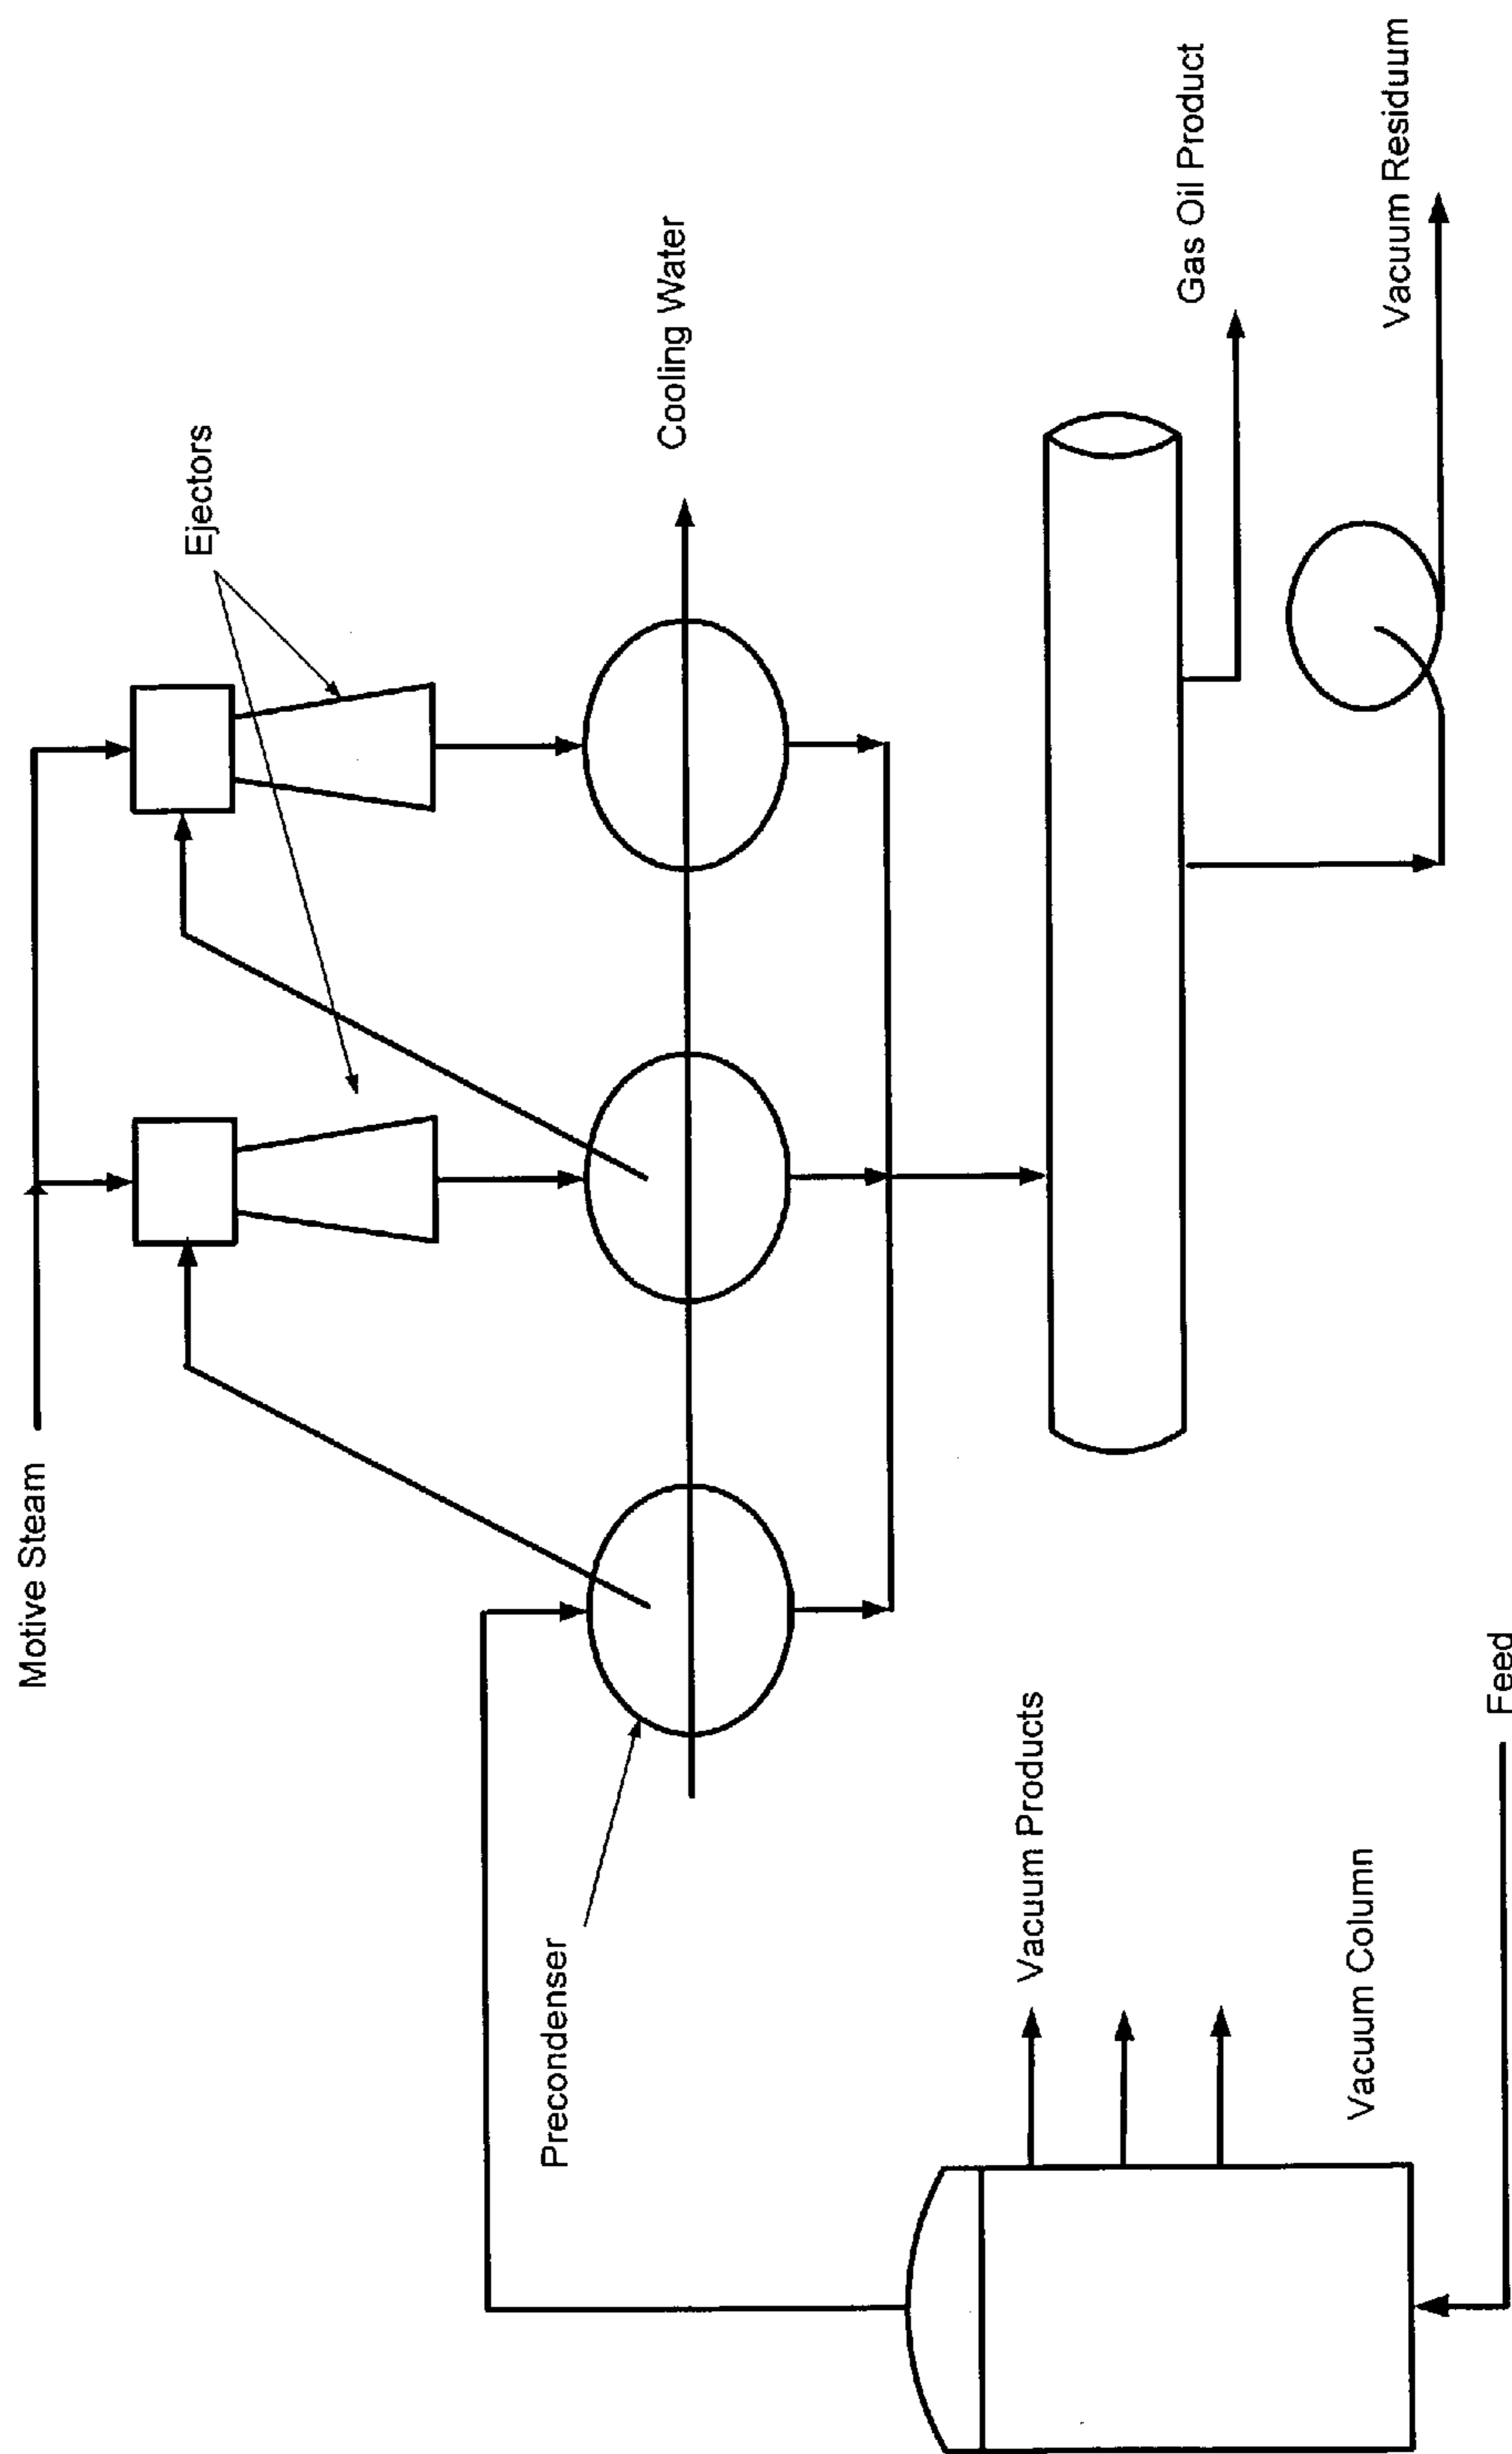 Motive Steam
Ejectors
Cooling Water
Precondenser
Vacuum Products
Vacuum Column
Feed
Gas Oil Product
Vacuum Residuum